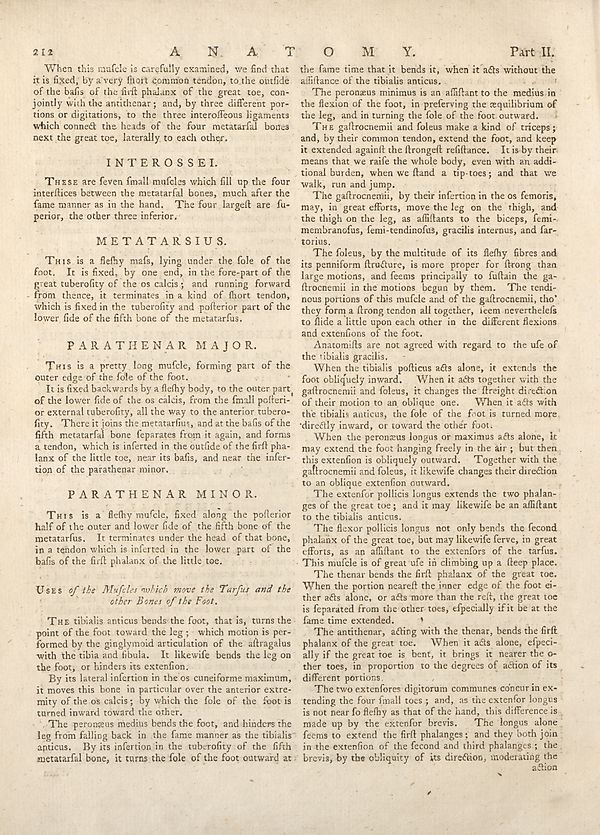 212 A N A T O M Y. Part II.
When this muſcle is carefully examined, we find that
it is fixed, by a very ſhort common tendon, to the outſide
of the baſis of the firſt phalanx of the great toe, con-
jointly with the antithenar; and, by three different por-
tions or digitations, to the three interoſſeous ligaments
which connect the heads of the four metatarſal bones
next the great toe, laterally to each other.
INTEROSSEI.
THESE are ſeven ſmall muſcles which fill up the four
interſtices between the metatarſal bones, much after the
ſame manner as in the hand. The four largeſt are ſu-
perior, the other three inferior.
METATARSIUS.
THIS is a fleſhy maſs, lying under the ſole of the
foot. It is fixed, by one end, in the fore-part of the
great tuberoſity of the os calcis; and running forward
from thence, it terminates in a kind of ſhort tendon,
which is fixed in the tuberoſity and poſterior part of the
lower ſide of the fifth bone of the metatarſus.
PARATHENAR MAJOR.
THIS is a pretty long muſcle, forming part of the
outer edge of the ſole of the foot.
It is fixed backwards by a fleſhy body, to the outer part
of the lower ſide of the os calcis, from the ſmall poſteri-
or external tuberoſity, all the way to the anterior tubero-
ſity. There it joins the metatarſius, and at the baſis of the
fifth metatarſal bone ſeparates from it again, and forms
a tendon, which is inſerted in the outſide of the firſt pha-
lanx of the little toe, near its baſis, and near the inſer-
tion of the parathenar minor.
PARATHENAR MINOR.
THIS is a fleſhy muſcle, fixed along the poſterior
half of the outer and lower ſide of the fifth bone of the
metatarſus. It terminates under the head of that bone,
in a tendon which is inſerted in the lower part of the
baſis of the firſt phalanx of the little toe.
USES of the Muſcles which move the Tarſus and the
other Bones of the Foot.
THE tibialis anticus bends the foot, that is, turns the
point of the foot toward the leg; which motion is per-
formed by the ginglymoid articulation of the aſtragalus
with the tibia and fibula. It likewiſe bends the leg on
the foot, or hinders its extenſion.
By its lateral inſertion in the os cuneiforme maximum,
it moves this bone in particular over the anterior extre-
mity of the os calcis; by which the ſole of the foot is
turned inward toward the other.
The peronæus medius bends the foot, and hinders the
leg from falling back in the ſame manner as the tibialis
anticus. By its inſertion in the tuberoſity of the fifth
metatarſal bone, it turns the ſole of the foot outward at
the ſame time that it bends it, when it acts without the
aſſiſtance of the tibialis anticus.
The peronæus minimus is an aſſiſtant to the medius in
the flexion of the foot, in preſerving the æquilibrium of
the leg, and in turning the ſole of the foot outward.
THE gaſtrocnemii and ſoleus make a kind of triceps;
and, by their common tendon, extend the foot, and keep
it extended againſt the ſtrongeſt reſiſtance. It is by their
means that we raiſe the whole body, even with an addi-
tional burden, when we ſtand a tip-toes; and that we
walk, run and jump.
The gaſtrocnemii, by their inſertion in the os femoris,
may, in great efforts, move the leg on the thigh, and
the thigh on the leg, as aſſiſtants to the biceps, ſemi-
membranoſus, ſemi-tendinoſus, gracilis internus, and ſar-
torius.
The ſoleus, by the multitude of its fleſhy fibres and
its penniform ſtructure, is more proper for ſtrong than
large motions, and ſeems principally to ſuſtain the ga-
ſtrocnemii in the motions begun by them. The tendi-
nous portions of this muſcle and of the gaſtrocnemii, tho'
they form a ſtrong tendon all together, ſeem nevertheleſs
to ſlide a little upon each other in the different flexions
and extenſions of the foot.
Anatomiſts are not agreed with regard to the uſe of
the tibialis gracilis.
When the tibialis poſticus acts alone, it extends the
foot obliquely inward. When it acts together with the
gaſtrocnemii and ſoleus, it changes the ſtreight direction
of their motion to an oblique one. When it acts with
the tibialis anticus, the ſole of the foot is turned more
directly inward, or toward the other foot.
When the peronæus longus or maximus acts alone, it
may extend the foot hanging freely in the air; but then
this extenſion is obliquely outward. Together with the
gaſtrocnemii and ſoleus, it likewiſe changes their direction
to an oblique extenſion outward.
The extenſor pollicis longus extends the two phalan-
ges of the great toe; and it may likewiſe be an aſſiſtant
to the tibialis anticus.
The flexor pollicis longus not only bends the ſecond
phalanx of the great toe, but may likewiſe ſerve, in great
efforts, as an aſſiſtant to the extenſors of the tarſus.
This muſcle is of great uſe in climbing up a ſteep place.
The thenar bends the firſt phalanx of the great toe.
When the portion neareſt the inner edge of the foot ei-
ther acts alone, or acts more than the reſt, the great toe
is ſeparated from the other toes, eſpecially if it be at the
ſame time extended.
The antithenar, acting with the thenar, bends the firſt
phalanx of the great toe. When it acts alone, eſpeci-
ally if the great toe is bent, it brings it nearer the o-
ther toes, in proportion to the degrees of action of its
different portions.
The two extenſores digitorum communes concur in ex-
tending the four ſmall toes; and, as the extenſor longus
is not near ſo fleſhy as that of the hand, this difference is
made up by the extenſor brevis. The longus alone
ſeems to extend the firſt phalanges; and they both join
in the extenſion of the ſecond and third phalanges; the
brevis, by the obliquity of its direction, moderating the
action